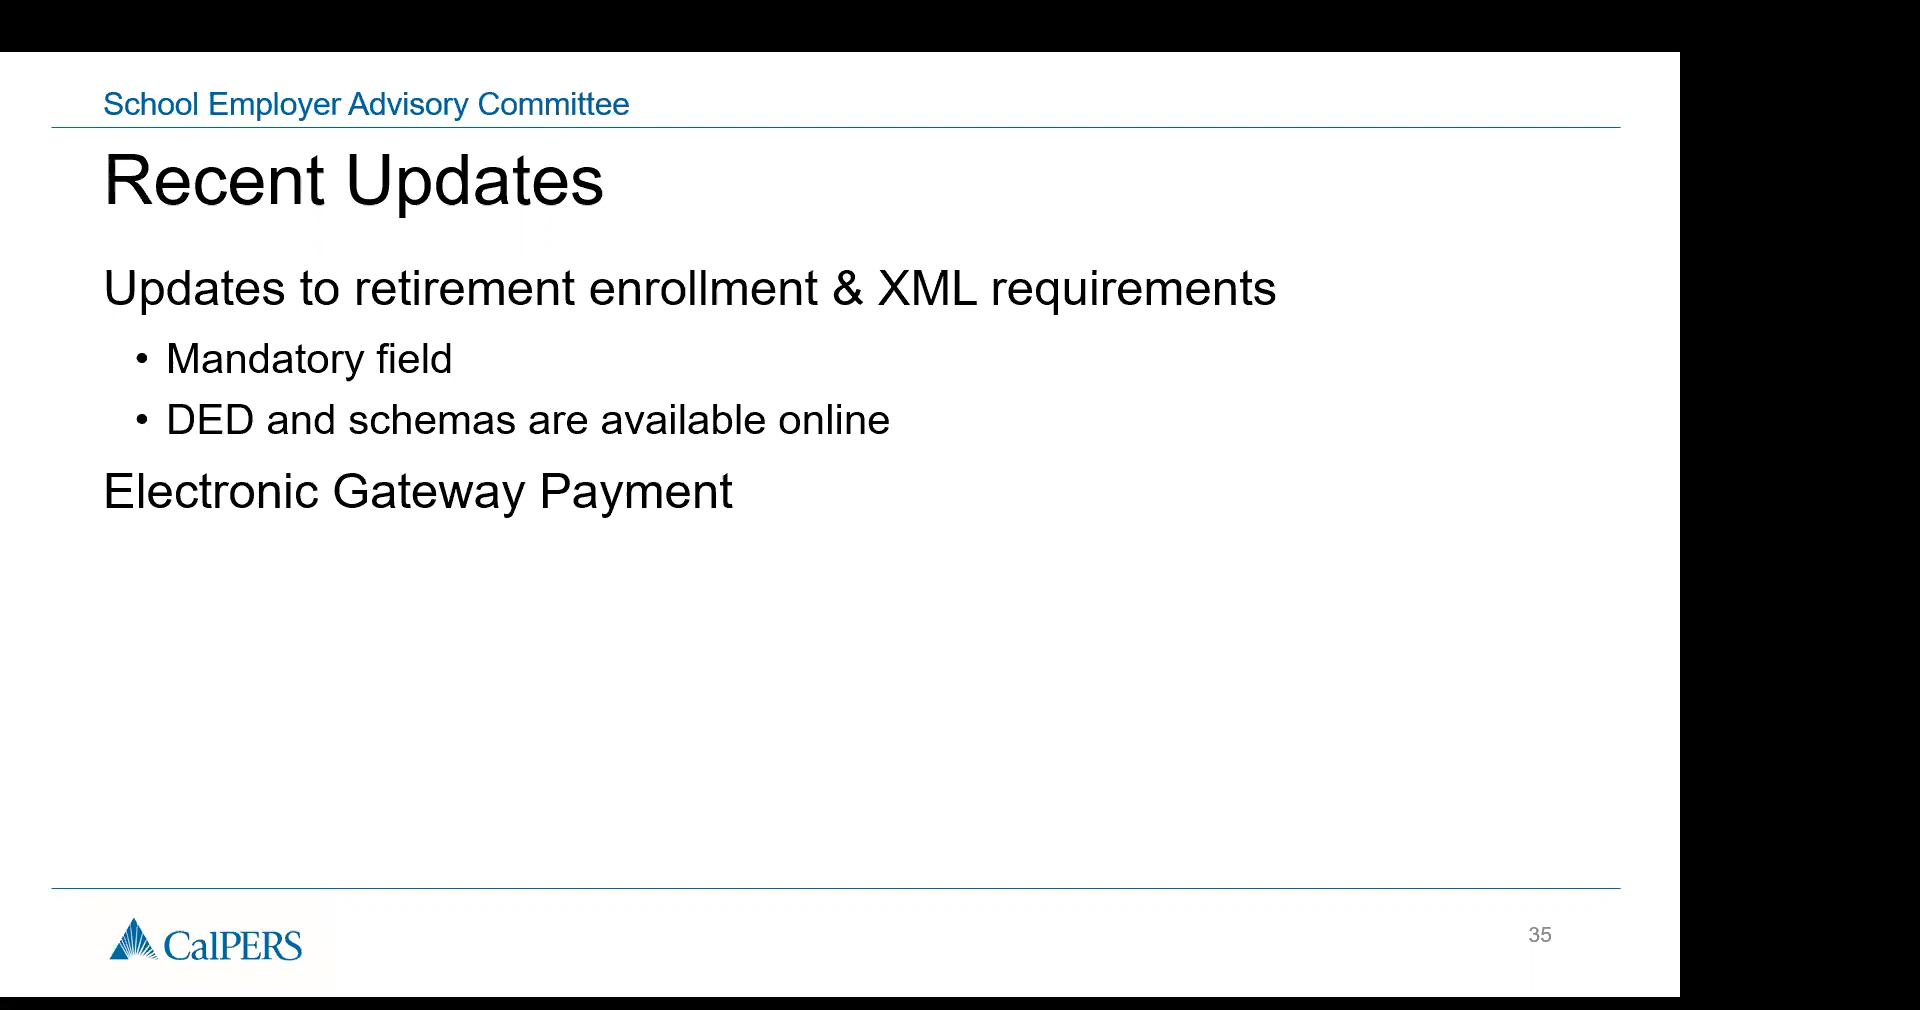 School Employer Advisory Committee
Recent Updates
Updates to retirement enrollment & XML requirements
• Mandatory field
• DED and schemas are available online
Electronic Gateway Payment
CalPERS
35